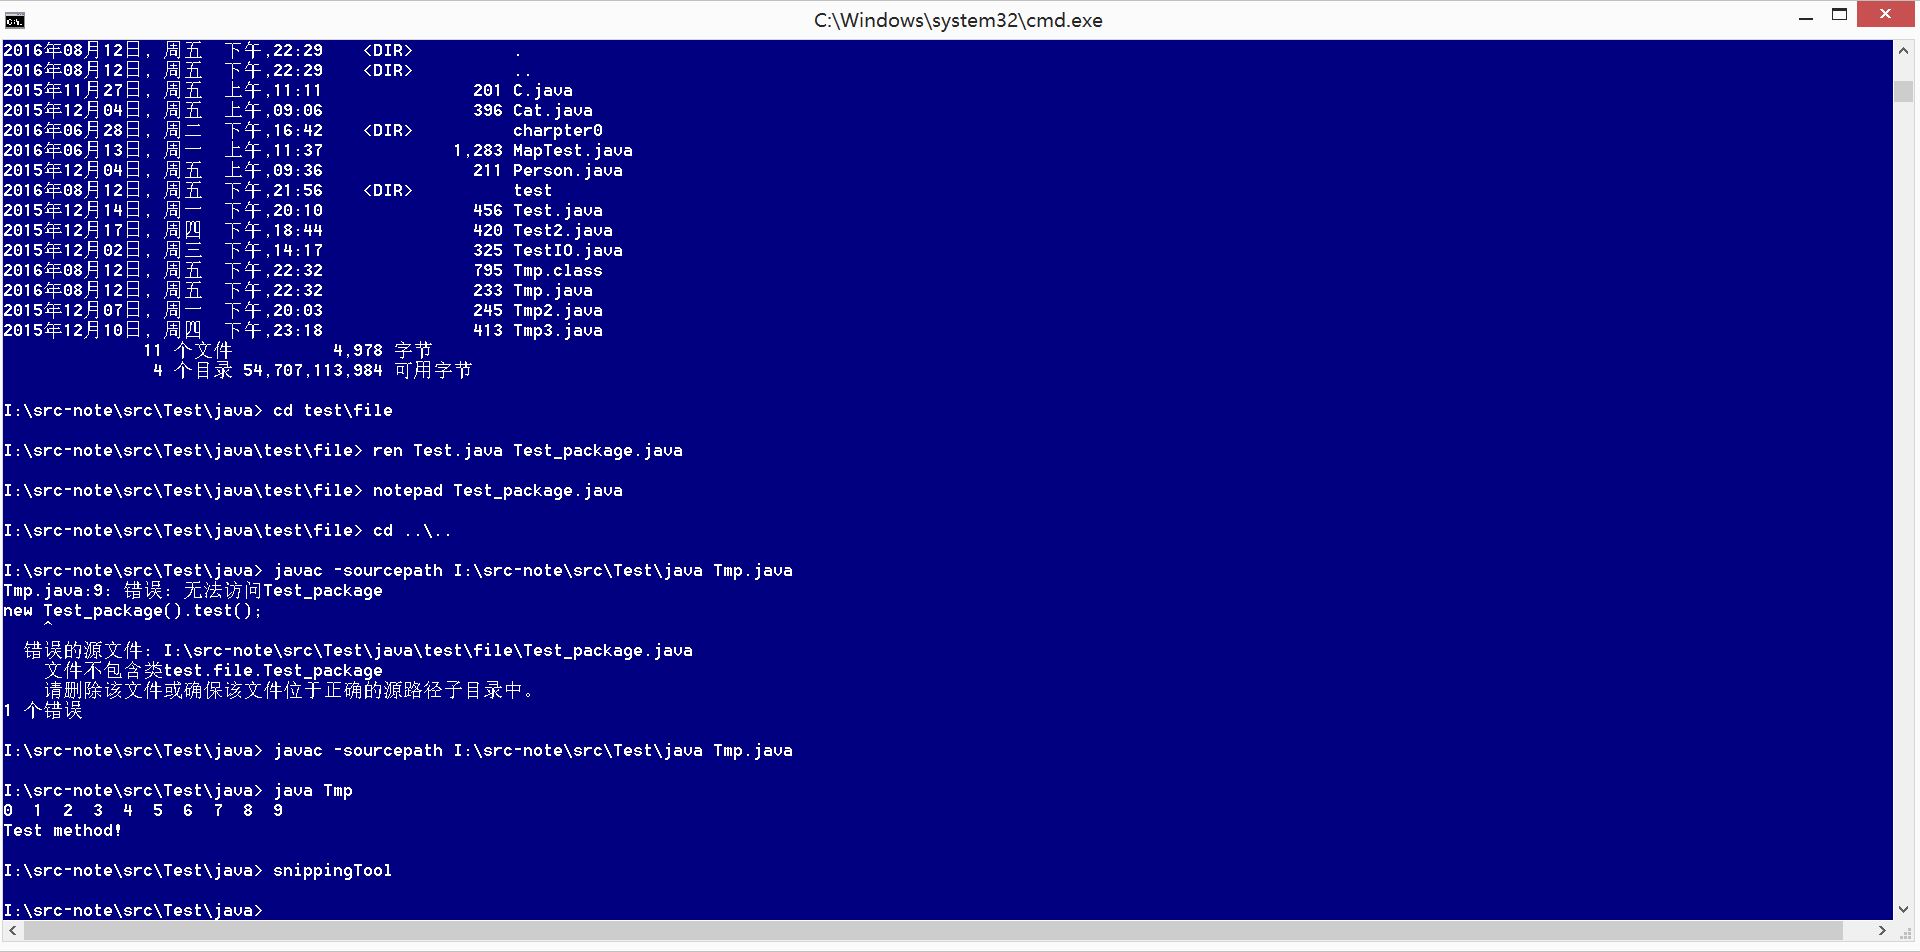 C:\Windows\system32\cmd.exe
2016年08月12日, 周五 下午,22:29 <DIR> .
2016年08月12日, 周五 下午,22:29 <DIR> ..
2015年11月27日, 周五 上午,11:11 201 C.java
2015年12月04日, 周五 上午,09:06 396 Cat.java
2016年06月28日, 周二 下午,16:42 <DIR> charpter0
2016年06月13日, 周一 上午,11:37 1,283 MapTest.java
2015年12月04日, 周五 上午,09:36 211 Person.java
2016年08月12日, 周五 下午,21:56 <DIR> test
2015年12月14日, 周一 下午,20:10 456 Test.java
2015年12月17日, 周四 下午,18:44 420 Test2.java
2015年12月02日, 周三 下午,14:17 325 TestIO.java
2016年08月12日, 周五 下午,22:32 795 Tmp.class
2016年08月12日, 周五 下午,22:32 233 Tmp.java
2015年12月07日, 周一 下午,20:03 245 Tmp2.java
2015年12月10日, 周四 下午,23:18 413 Tmp3.java
11 个文件 4,978 字节
4 个目录 54,707,113,984 可用字节
I:\src-note\src\Test\java> cd test\file
I:\src-note\src\Test\java\test\file> ren Test.java Test_package.java
I:\src-note\src\Test\java\test\file> notepad Test_package.java
I:\src-note\src\Test\java\test\file> cd ..\..
I:\src-note\src\Test\java> javac -sourcepath I:\src-note\src\Test\java Tmp.java
Tmp.java:9: 错误: 无法访问Test_package
new Test_package().test();
^
错误的源文件: I:\src-note\src\Test\java\test\file\Test_package.java
文件不包含类test.file.Test_package
请删除该文件或确保该文件位于正确的源路径子目录中。
1 个错误
I:\src-note\src\Test\java> javac -sourcepath I:\src-note\src\Test\java Tmp.java
I:\src-note\src\Test\java> java Tmp
0 1 2 3 4 5 6 7 8 9
Test method!
I:\src-note\src\Test\java> snippingTool
I:\src-note\src\Test\java>